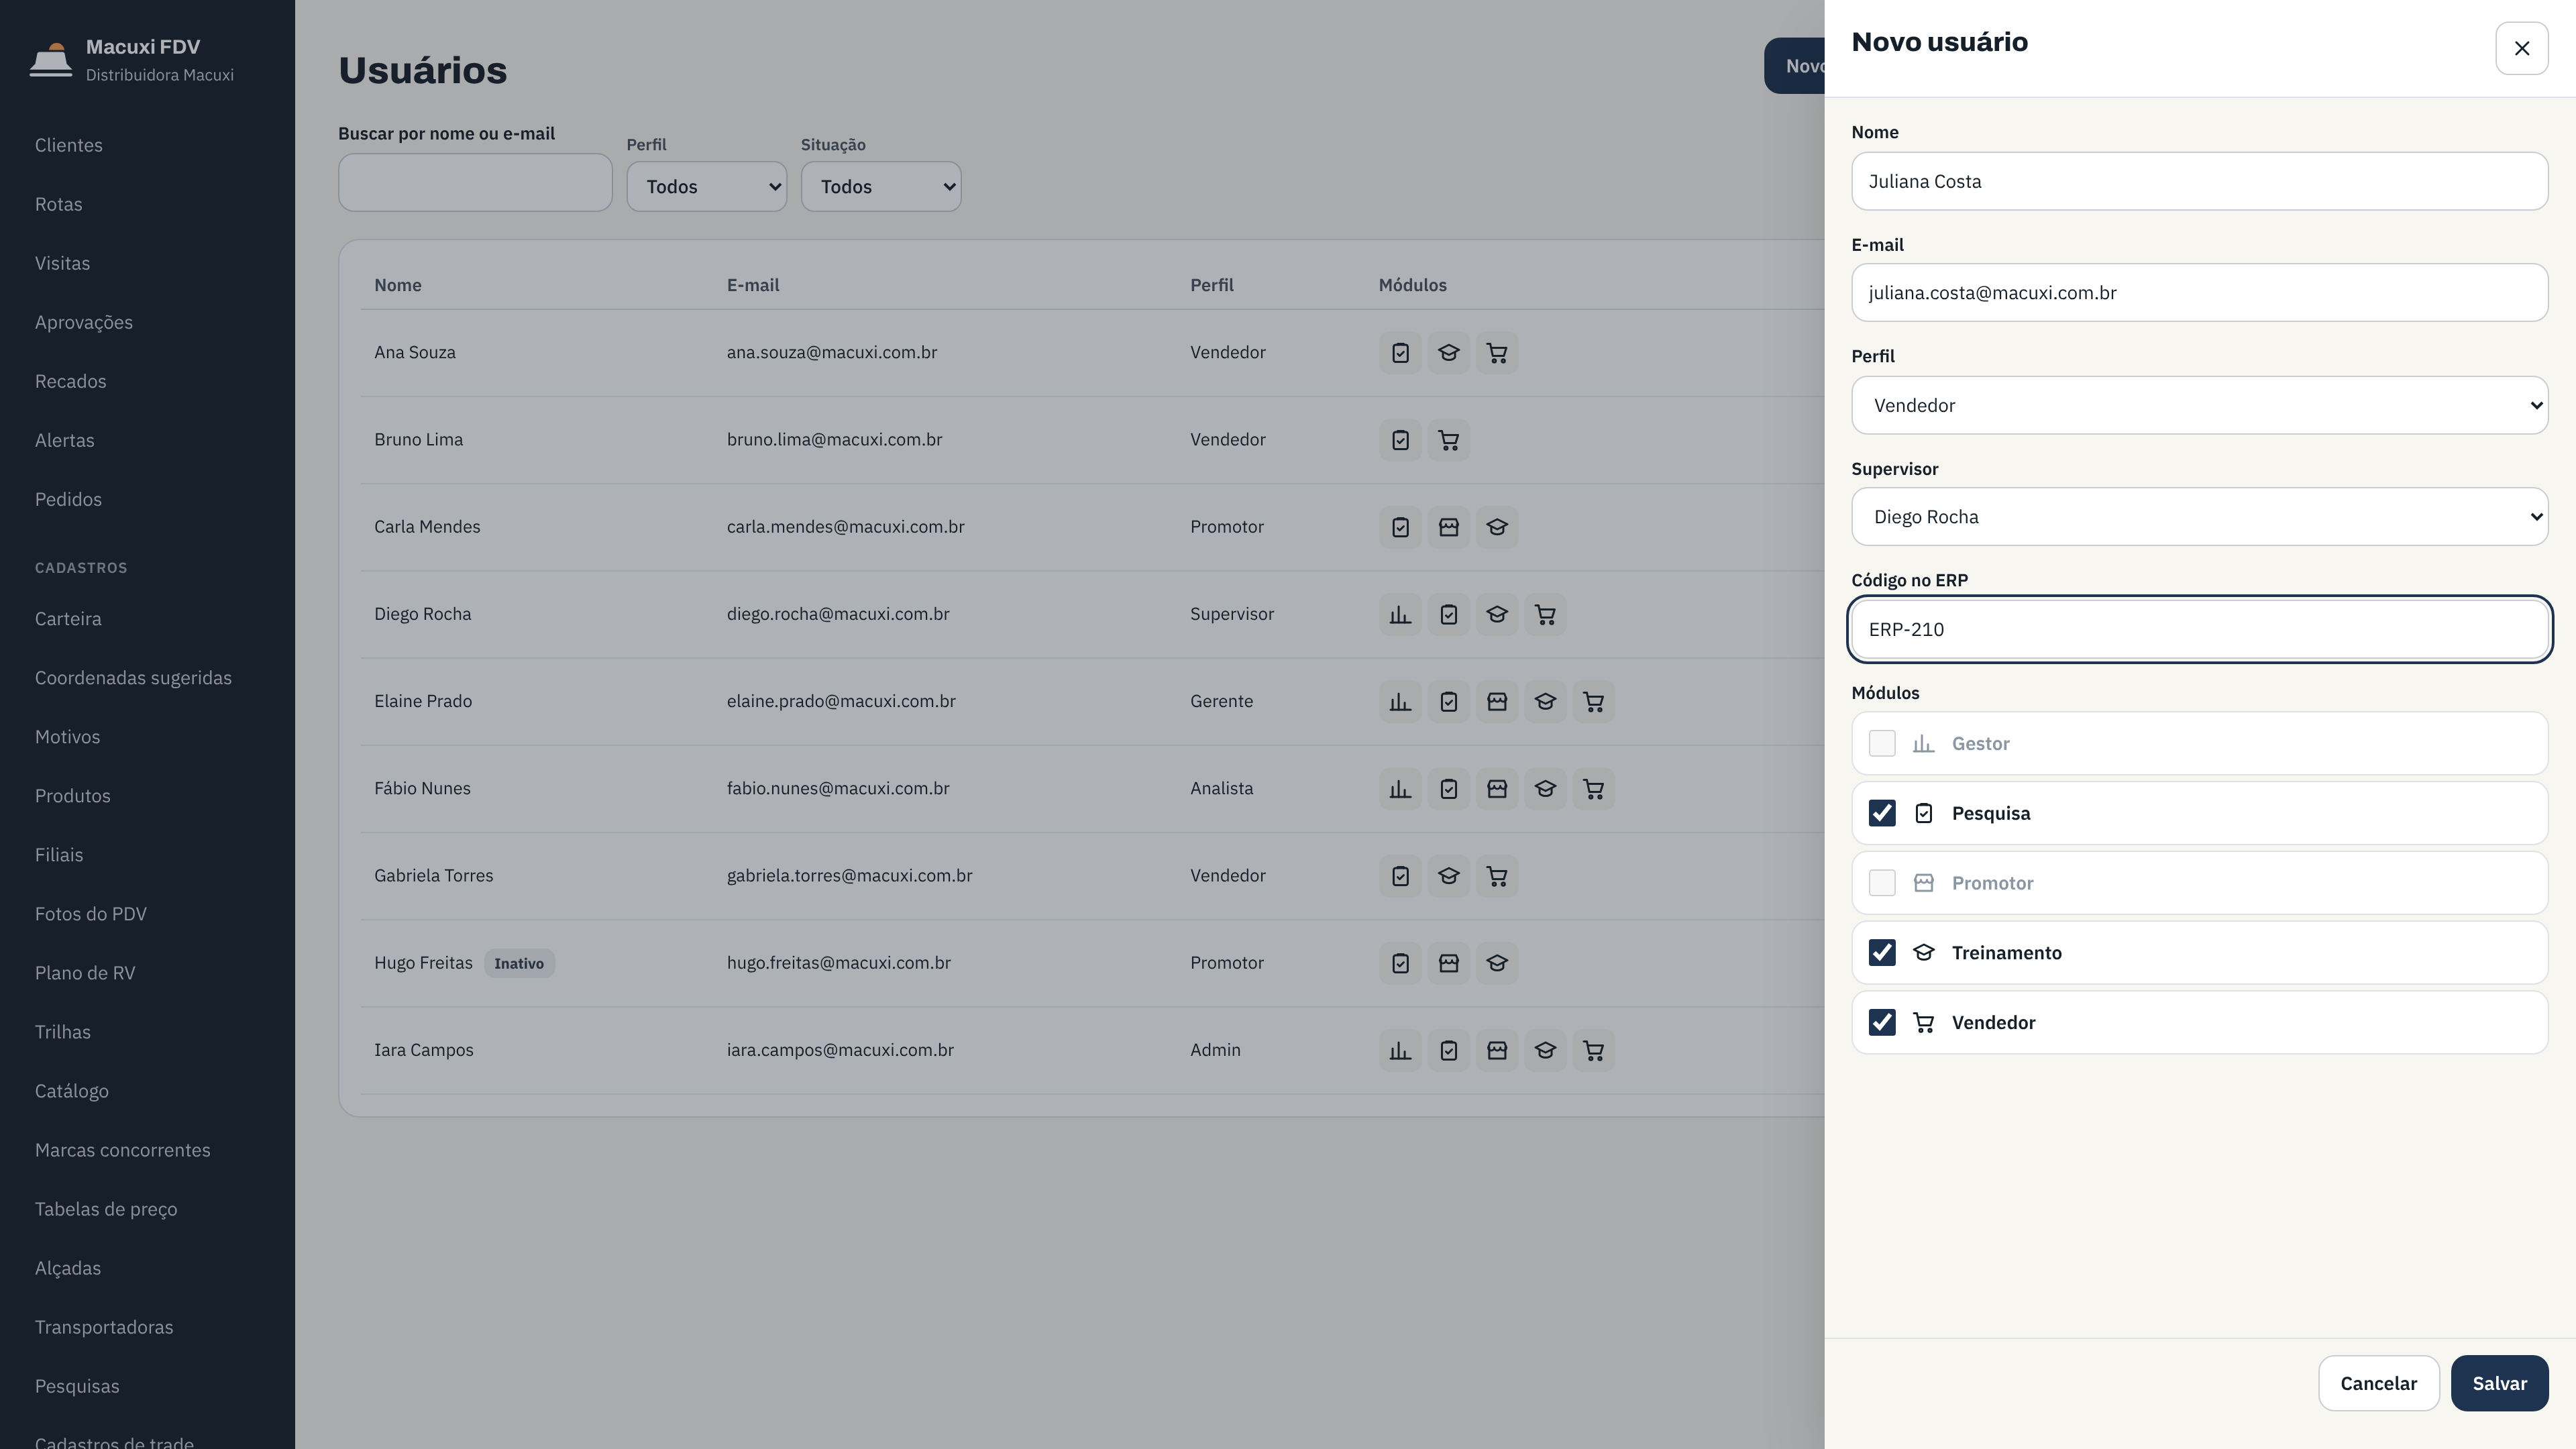 Macuxi FDV
Distribuidora Macuxi
Clientes
Rotas
Visitas
Aprovações
Recados
Alertas
Pedidos
CADASTROS
Carteira
Coordenadas sugeridas
Motivos
Produtos
Filiais
Fotos do PDV
Plano de RV
Trilhas
Catálogo
Marcas concorrentes
Tabelas de preço
Alçadas
Transportadoras
Pesquisas
Cadastros de trade
Usuários
Buscar por nome ou e-mail
Perfil
Todos
Situação
Todos
Nome E-mail Perfil Módulos
Ana Souza ana.souza@macuxi.com.br Vendedor
Bruno Lima bruno.lima@macuxi.com.br Vendedor
Carla Mendes carla.mendes@macuxi.com.br Promotor
Diego Rocha diego.rocha@macuxi.com.br Supervisor
Elaine Prado elaine.prado@macuxi.com.br Gerente
Fábio Nunes fabio.nunes@macuxi.com.br Analista
Gabriela Torres gabriela.torres@macuxi.com.br Vendedor
Hugo Freitas Inativo hugo.freitas@macuxi.com.br Promotor
Iara Campos iara.campos@macuxi.com.br Admin
Novo usuário
Nome
Juliana Costa
E-mail
juliana.costa@macuxi.com.br
Perfil
Vendedor
Supervisor
Diego Rocha
Código no ERP
ERP-210
Módulos
Gestor
Pesquisa
Promotor
Treinamento
Vendedor
Cancelar Salvar